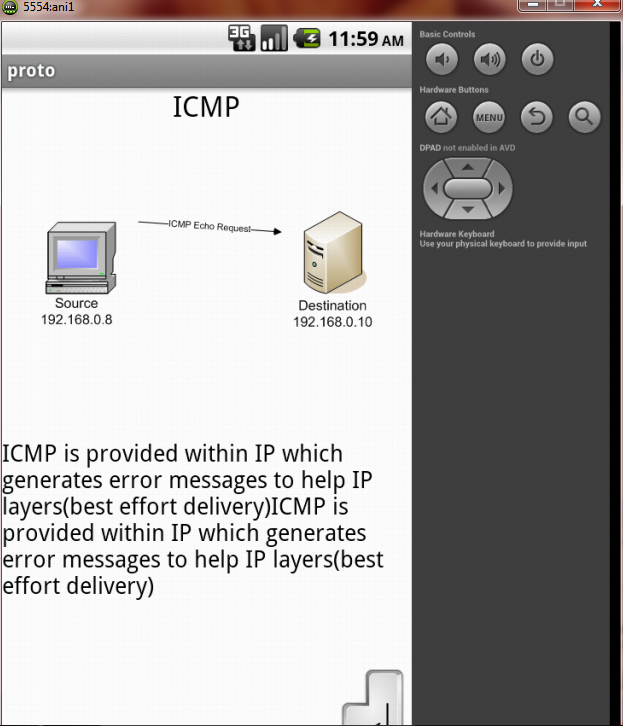 5554:ani1
3G
11:59 AM
proto
ICMP
ICMP Echo Request
Source
192.168.0.8
Destination
192.168.0.10
ICMP is provided within IP which
generates error messages to help IP
layers(best effort delivery)ICMP is
provided within IP which generates
error messages to help IP layers(best
effort delivery)
Basic Controls
Hardware Buttons
MENU
DPAD not enabled in AVD
Hardware Keyboard
Use your physical keyboard to provide input